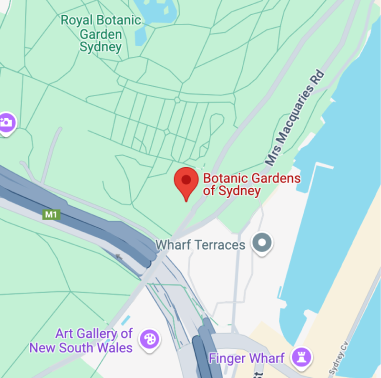 Royal Botanic
Garden
Sydney
Mrs Macquaries Rd
Botanic Gardens
of Sydney
M1
Wharf Terraces
Art Gallery of
New South Wales
Finger Wharf
Sydney Cv
st